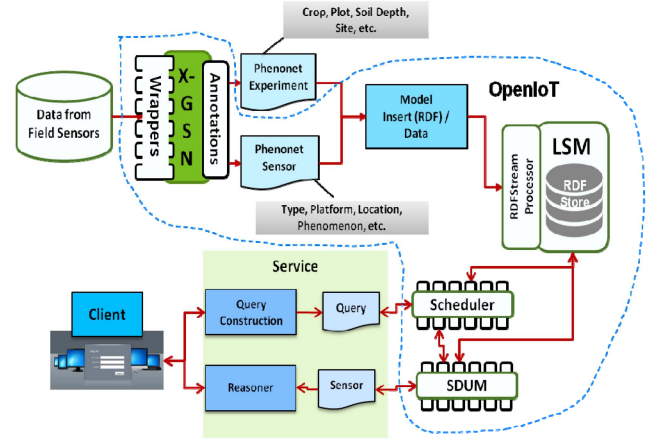 Crop, Plot, Soil Depth,
Site, etc.
Data from
Field Sensors
Wrappers
X-
G
S
N
Annotations
Phenonet
Experiment
Phenonet
Sensor
Type, Platform, Location,
Phenomenon, etc.
Model
Insert (RDF) /
Data
OpenIoT
RDFStream
Processor
LSM
RDF
Store
Service
Client
Query
Construction
Query
Scheduler
Reasoner
Sensor
SDUM